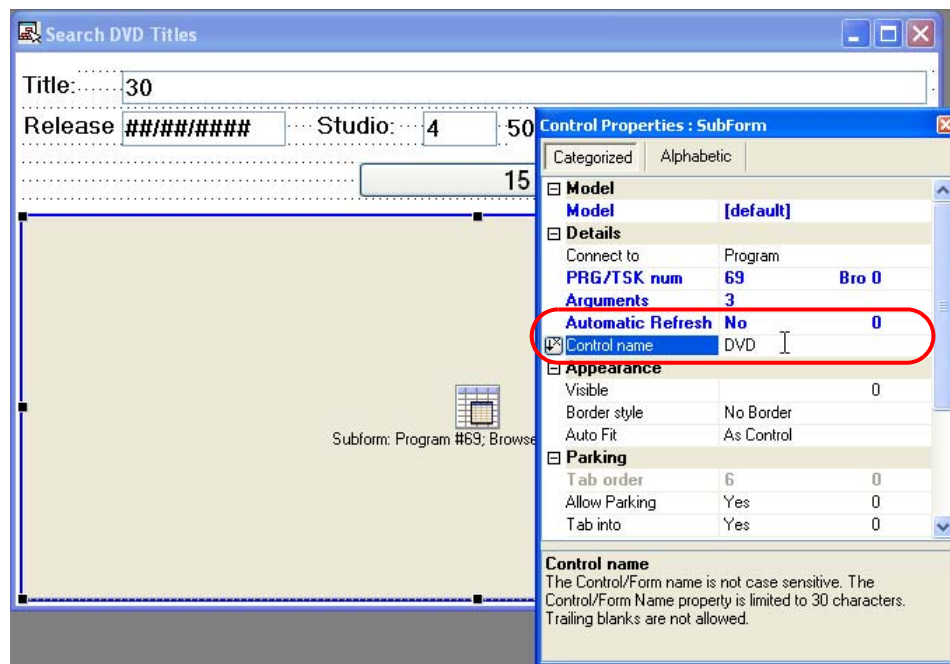 Search DVD Titles
Title: 30
Release ##/##/#### Studio: 4 50
15
Subform: Program #69; Browse
Control Properties : SubForm
Categorized Alphabetic
Model
Model [default]
Details
Connect to Program
PRG/TSK num 69 Bro 0
Arguments 3
Automatic Refresh No 0
Control name DVD
Appearance
Visible 0
Border style No Border
Auto Fit As Control
Parking
Tab order 6 0
Allow Parking Yes 0
Tab into Yes 0
Control name
The Control/Form name is not case sensitive. The
Control/Form Name property is limited to 30 characters.
Trailing blanks are not allowed.